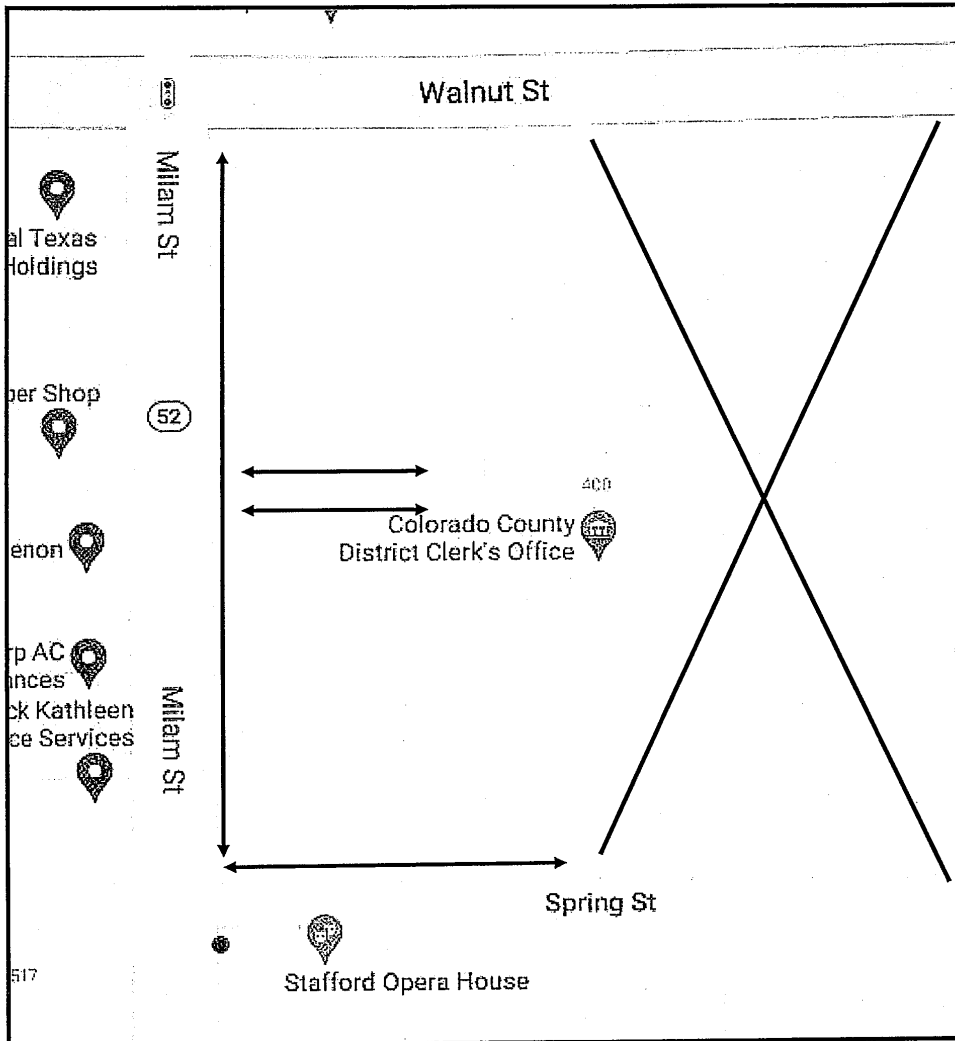 Walnut St
Milam St
al Texas
Holdings
per Shop
52
400
Colorado County
District Clerk's Office
enon
rp AC
nces
ck Kathleen
ce Services
Milam St
Spring St
Stafford Opera House
517